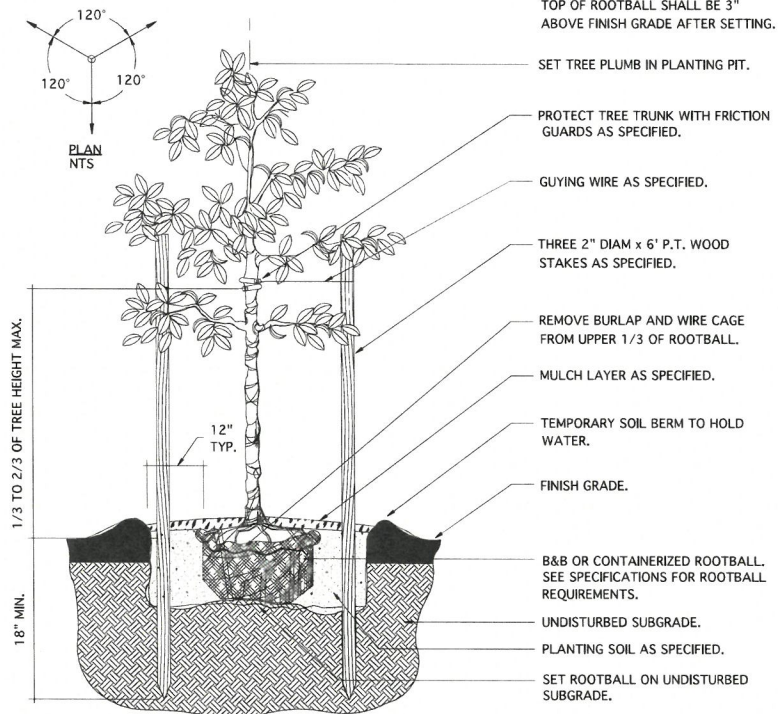 TOP OF ROOTBALL SHALL BE 3"
ABOVE FINISH GRADE AFTER SETTING.
120°
120°
120°
PLAN
NTS
SET TREE PLUMB IN PLANTING PIT.
PROTECT TREE TRUNK WITH FRICTION
GUARDS AS SPECIFIED.
GUYING WIRE AS SPECIFIED.
THREE 2" DIAM x 6' P.T. WOOD
STAKES AS SPECIFIED.
REMOVE BURLAP AND WIRE CAGE
FROM UPPER 1/3 OF ROOTBALL.
MULCH LAYER AS SPECIFIED.
1/3 TO 2/3 OF TREE HEIGHT MAX.
12"
TYP.
TEMPORARY SOIL BERM TO HOLD
WATER.
FINISH GRADE.
18" MIN.
B&B OR CONTAINERIZED ROOTBALL.
SEE SPECIFICATIONS FOR ROOTBALL
REQUIREMENTS.
UNDISTURBED SUBGRADE.
PLANTING SOIL AS SPECIFIED.
SET ROOTBALL ON UNDISTURBED
SUBGRADE.